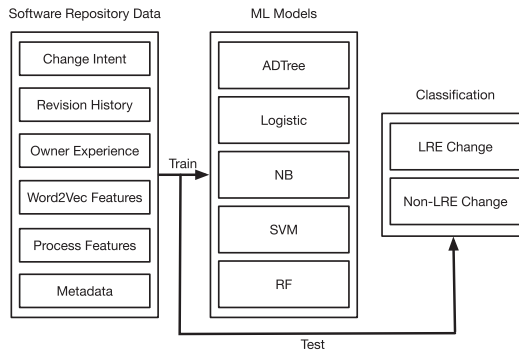 Software Repository Data
Change Intent
Revision History
Owner Experience
Word2Vec Features
Process Features
Metadata
Train
ML Models
ADTree
Logistic
NB
SVM
RF
Classification
LRE Change
Non-LRE Change
Test